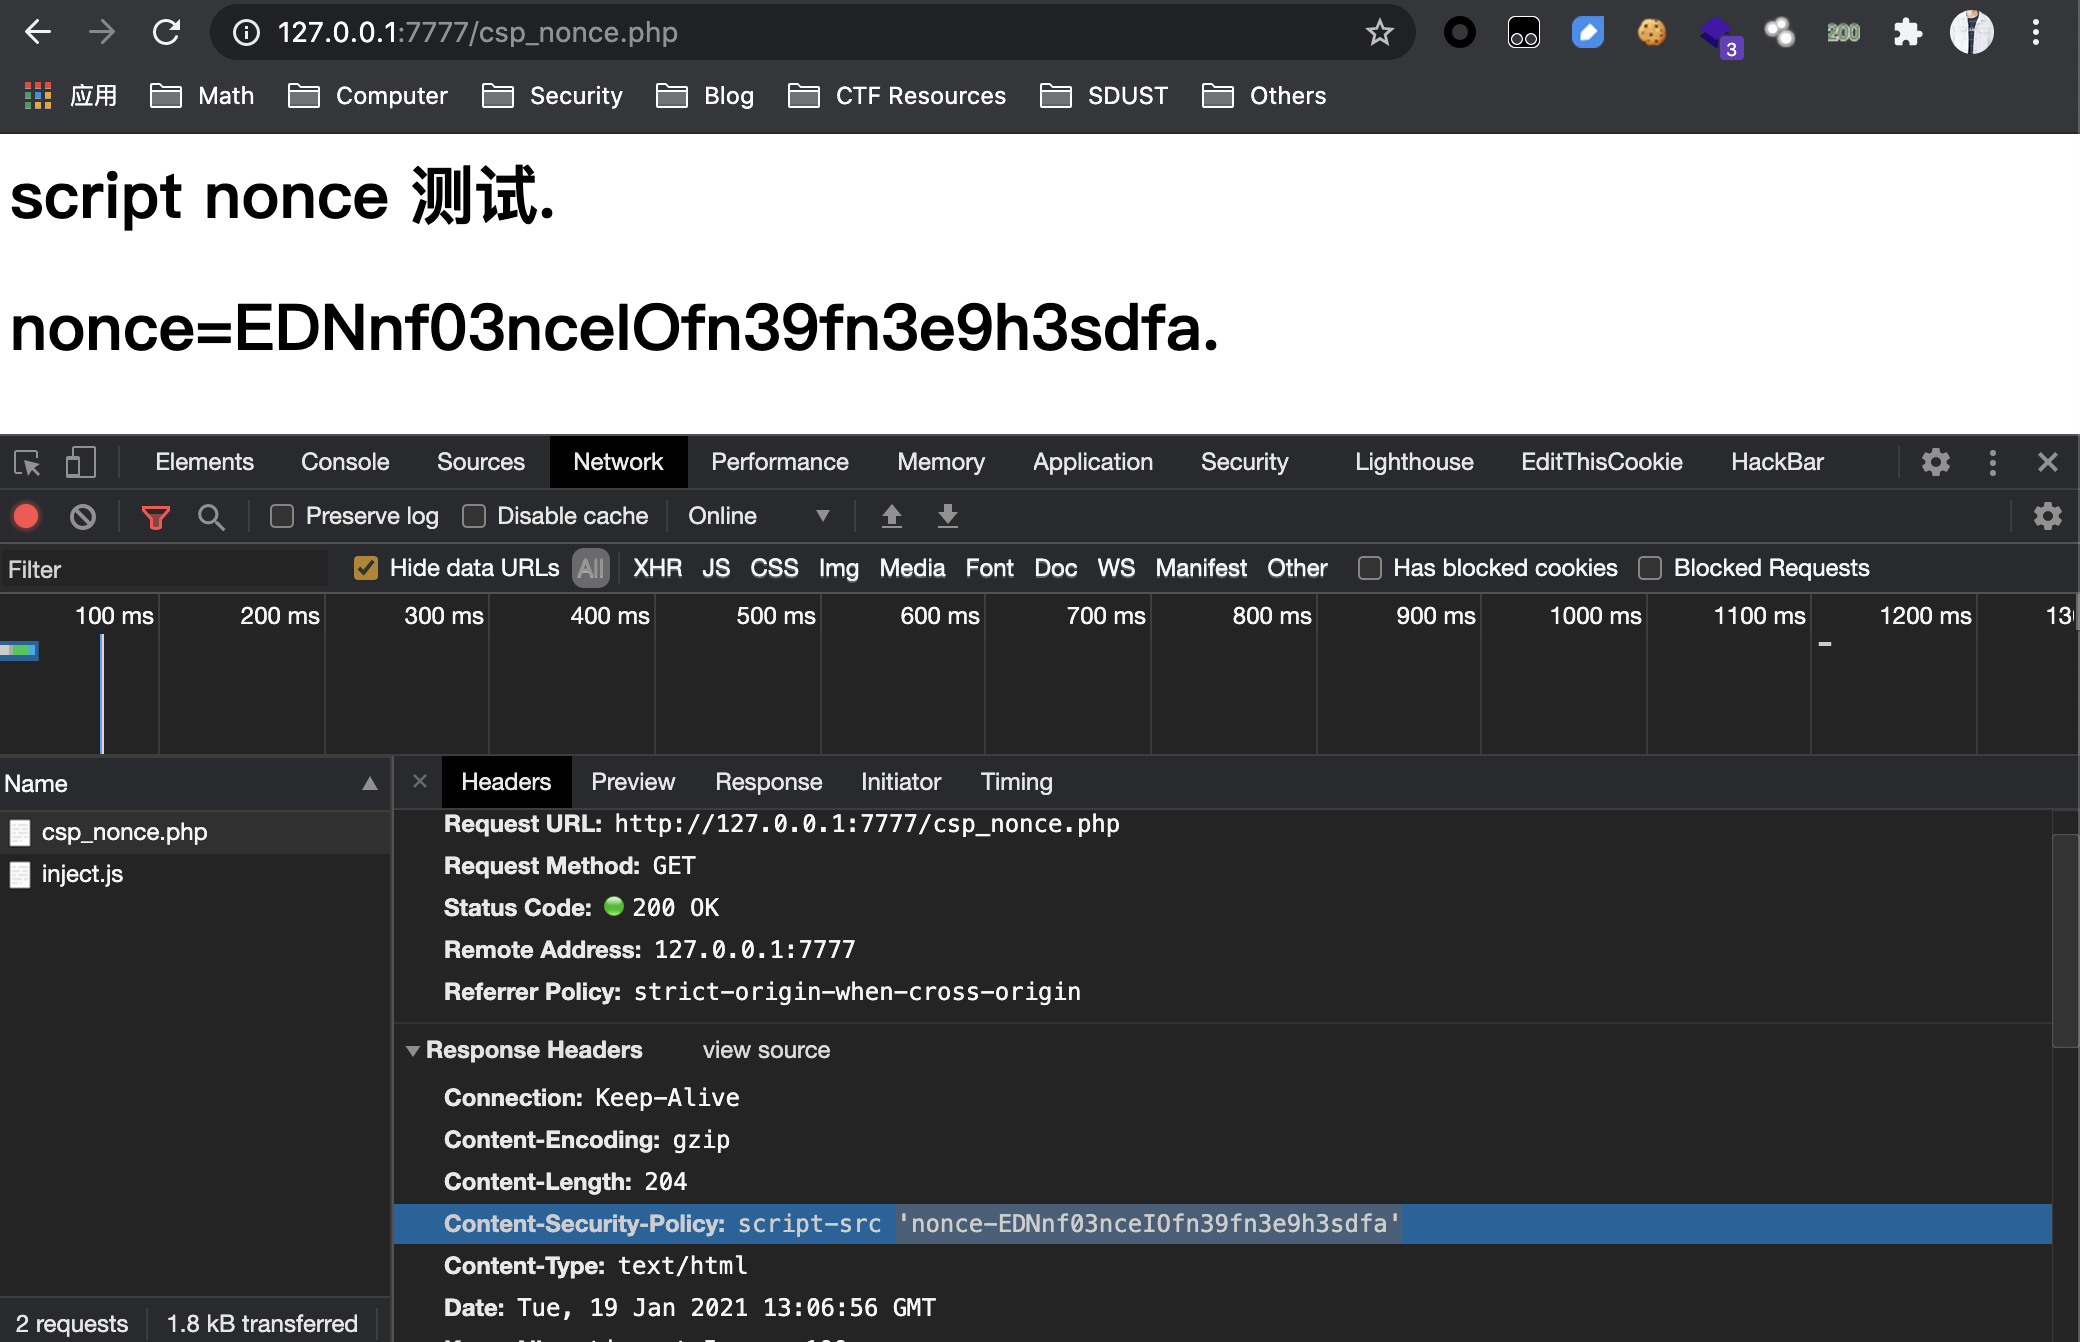 127.0.0.1:7777/csp_nonce.php
3
200
应用 Math Computer Security Blog CTF Resources SDUST Others
script nonce 测试.
nonce=EDNnf03nceIOfn39fn3e9h3sdfa.
Elements Console Sources Network Performance Memory Application Security Lighthouse EditThisCookie HackBar
Preserve log Disable cache Online
Filter Hide data URLs All XHR JS CSS Img Media Font Doc WS Manifest Other Has blocked cookies Blocked Requests
100 ms 200 ms 300 ms 400 ms 500 ms 600 ms 700 ms 800 ms 900 ms 1000 ms 1100 ms 1200 ms
Name
csp_nonce.php
inject.js
2 requests 1.8 kB transferred
Headers Preview Response Initiator Timing
Request URL: http://127.0.0.1:7777/csp_nonce.php
Request Method: GET
Status Code: 200 OK
Remote Address: 127.0.0.1:7777
Referrer Policy: strict-origin-when-cross-origin
Response Headers view source
Connection: Keep-Alive
Content-Encoding: gzip
Content-Length: 204
Content-Security-Policy: script-src 'nonce-EDNnf03nceIOfn39fn3e9h3sdfa'
Content-Type: text/html
Date: Tue, 19 Jan 2021 13:06:56 GMT